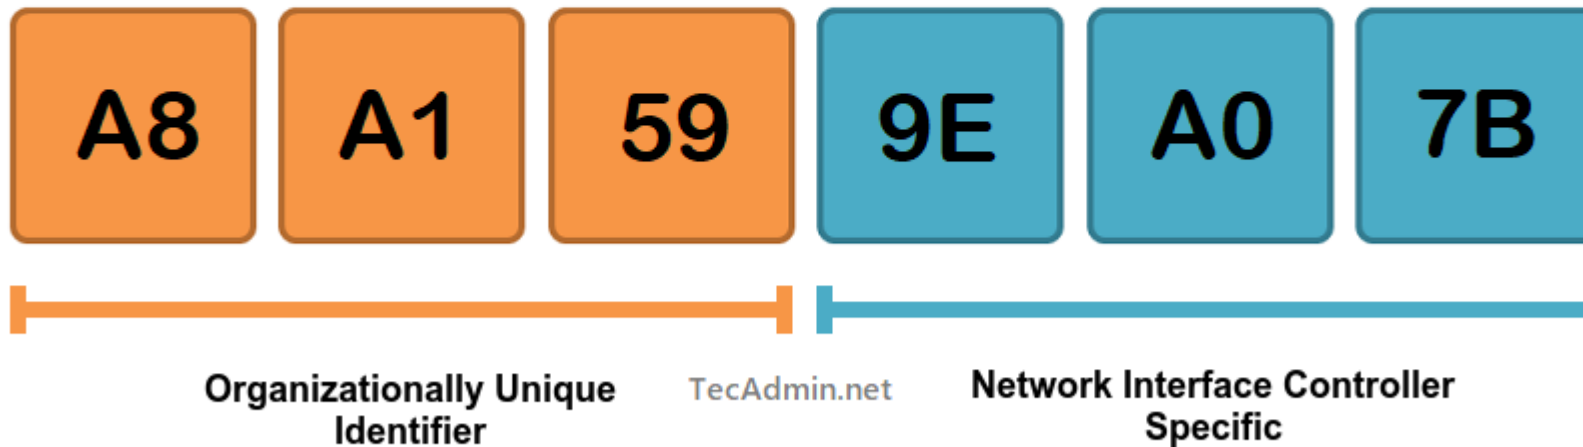 A8 A1 59 9E A0 7B
Organizationally Unique
Identifier
TecAdmin.net
Network Interface Controller
Specific